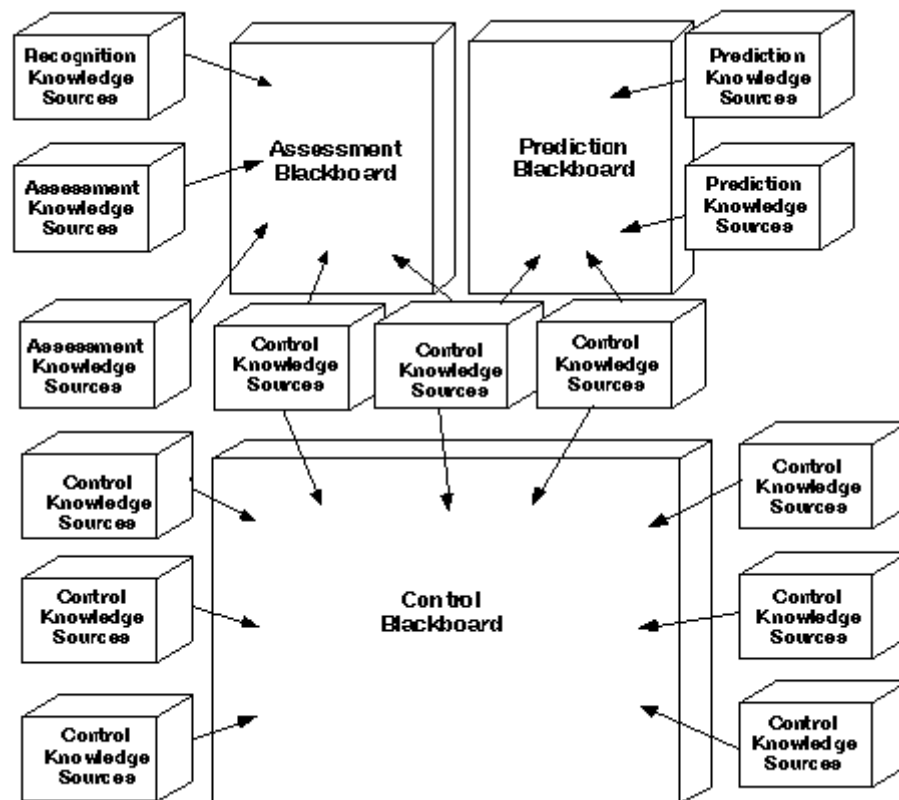 Recognition
Knowledge
Sources
Assessment
Blackboard
Prediction
Blackboard
Prediction
Knowledge
Sources
Assessment
Knowledge
Sources
Prediction
Knowledge
Sources
Assessment
Knowledge
Sources
Control
Knowledge
Sources
Control
Knowledge
Sources
Control
Knowledge
Sources
Control
Knowledge
Sources
Control
Knowledge
Sources
Control
Knowledge
Sources
Control
Blackboard
Control
Knowledge
Sources
Control
Knowledge
Sources
Control
Knowledge
Sources